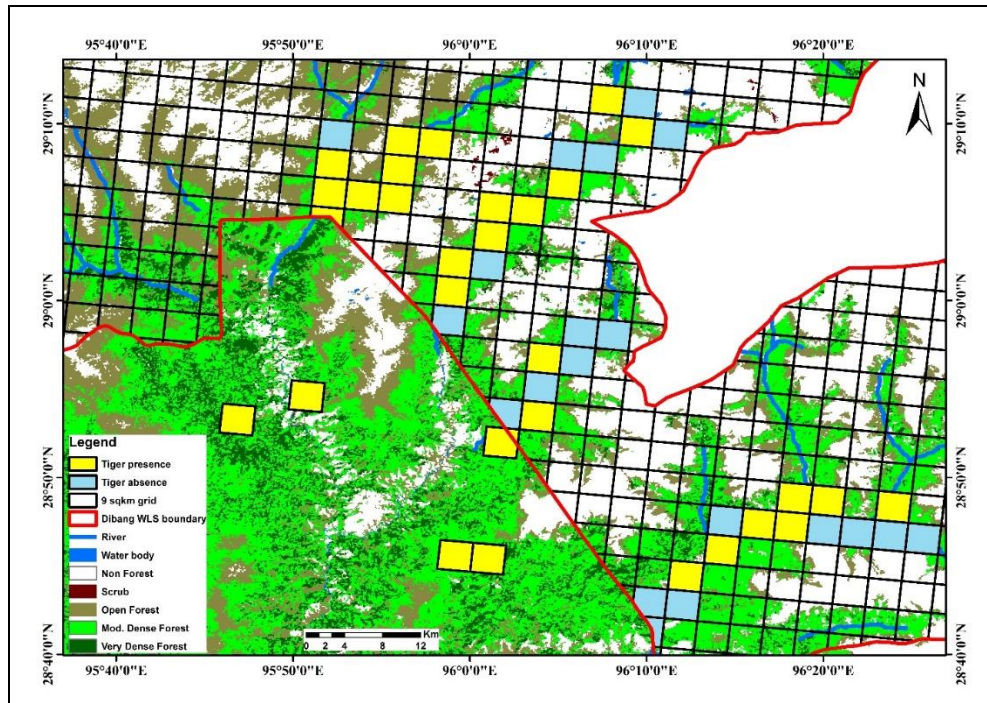 95°40'0"E 95°50'0"E 96°0'0"E 96°10'0"E 96°20'0"E
N
29°10'0"N 29°10'0"N
29°0'0"N 29°0'0"N
28°50'0"N 28°50'0"N
28°40'0"N 28°40'0"N
Legend
Tiger presence
Tiger absence
9 sqkm grid
Dibang WLS boundary
River
Water body
Non Forest
Scrub
Open Forest
Mod. Dense Forest
Very Dense Forest
Km
0 2 4 8 12
95°40'0"E 95°50'0"E 96°0'0"E 96°10'0"E 96°20'0"E